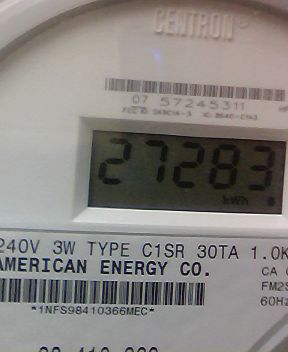 CENTRON®
07 57245311
27283
kWh
240V 3W TYPE C1SR 30TA 1.0K
AMERICAN ENERGY CO.
CA
FM2S
60Hz
*1NFS98410366MEC*